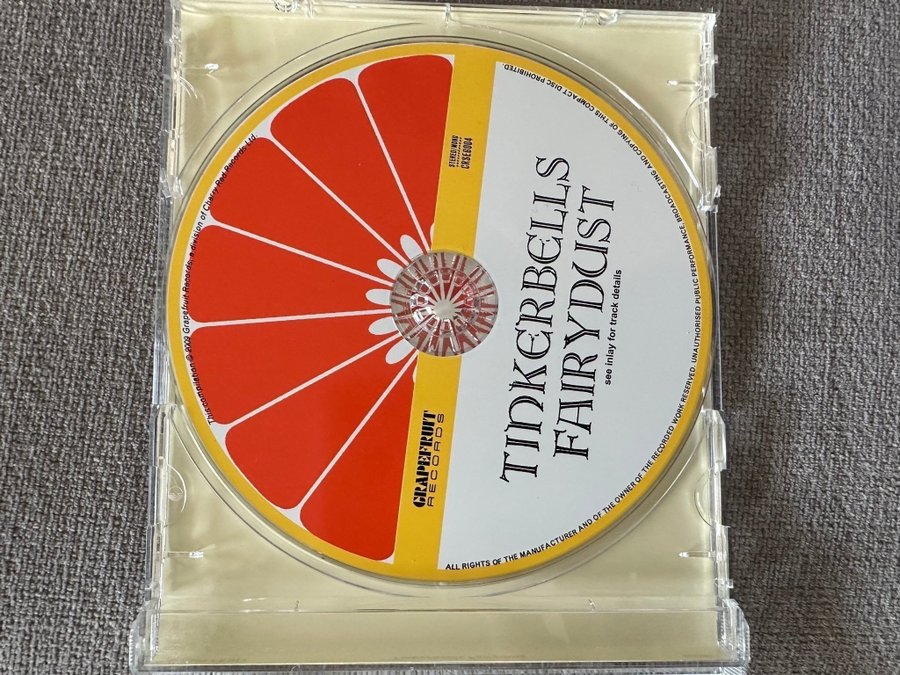 This compilation ℗ 2009 Grapefruit Records, a division of Cherry Red Records Ltd.
STEREO/MONO
CRSEG004
GRAPEFRUIT
RECORDS
TINKERBELLS
FAIRYDUST
see inlay for track details
ALL RIGHTS OF THE MANUFACTURER AND OF THE OWNER OF THE RECORDED WORK RESERVED. UNAUTHORISED PUBLIC PERFORMANCE BROADCASTING AND COPYING OF THIS COMPACT DISC PROHIBITED.